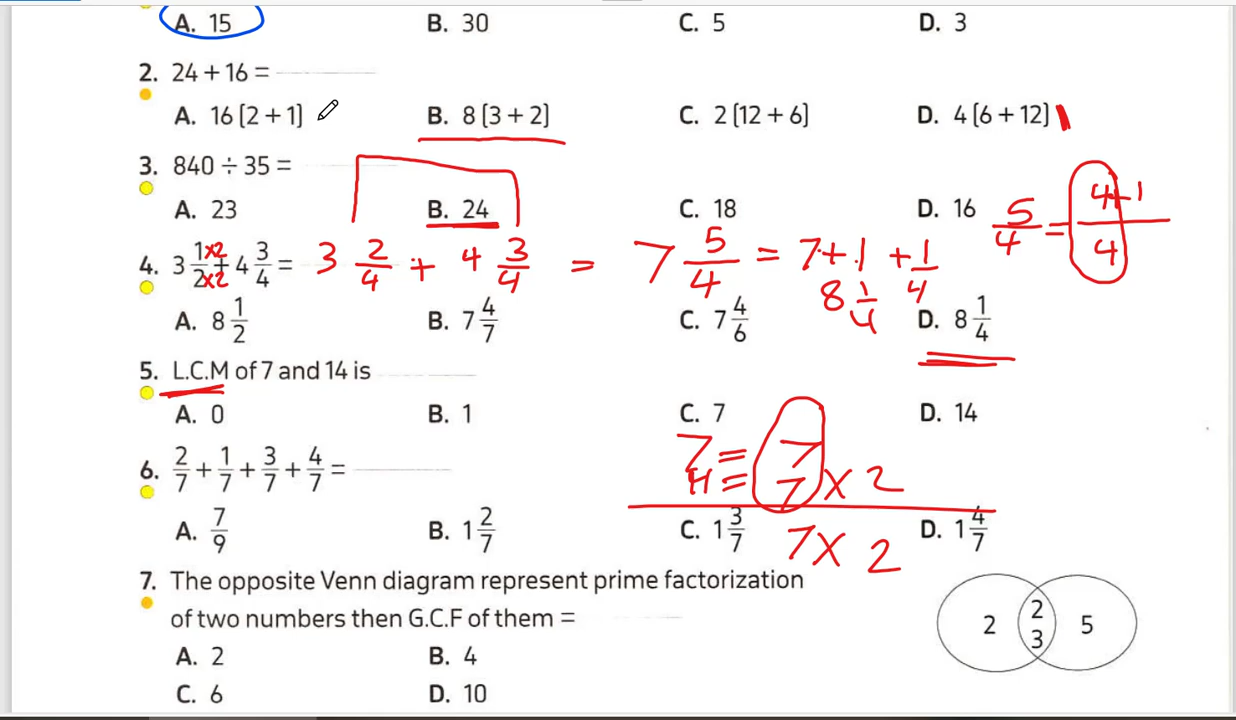 A. 15 B. 30 C. 5 D. 3
2. 24 + 16 =
A. 16 (2 + 1) B. 8 (3 + 2) C. 2 (12 + 6) D. 4 (6 + 12)
3. 840 ÷ 35 =
A. 23 B. 24 C. 18 D. 16
5/4 = 4+1/4
4. 3 1/2 + 4 3/4 = 3 2/4 + 4 3/4 = 7 5/4 = 7+1 + 1/4
×2
×2
8 1/4
A. 8 1/2 B. 7 4/7 C. 7 4/6 D. 8 1/4
5. L.C.M of 7 and 14 is
A. 0 B. 1 C. 7 D. 14
7 = 7
= 7 × 2
7 × 2
6. 2/7 + 1/7 + 3/7 + 4/7 =
A. 7/9 B. 1 2/7 C. 1 3/7 D. 1 4/7
7. The opposite Venn diagram represent prime factorization
of two numbers then G.C.F of them =
2 2 3 5
A. 2 B. 4
C. 6 D. 10